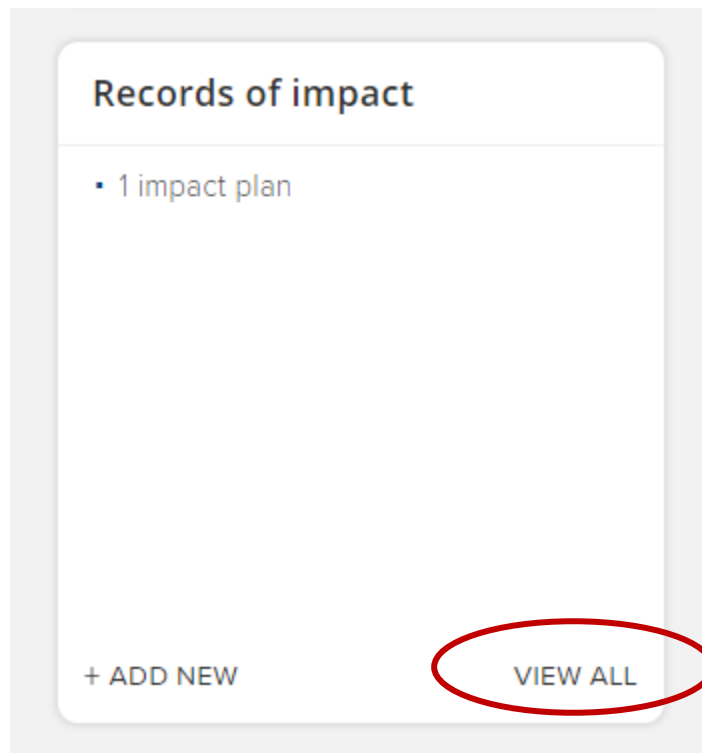 Records of impact
▪ 1 impact plan
+ ADD NEW
VIEW ALL